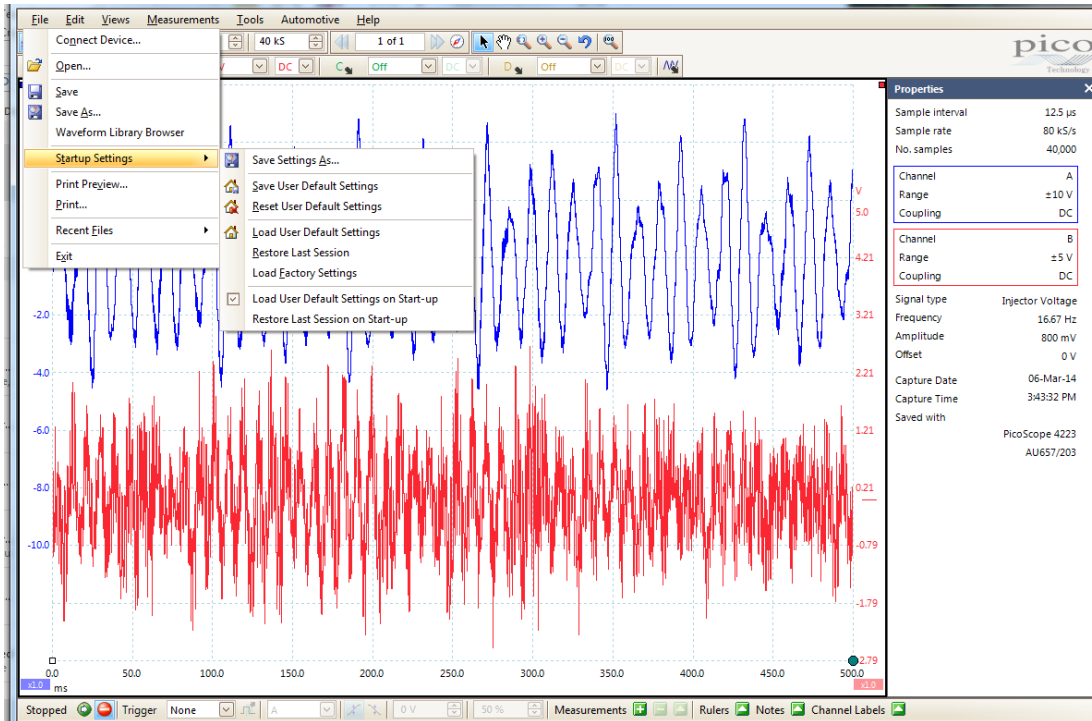 File Edit Views Measurements Tools Automotive Help
40 kS 1 of 1
DC C Off DC D Off DC
pico
Technology
Connect Device...
Open...
Save
Save As...
Waveform Library Browser
Startup Settings
Print Preview...
Print...
Recent Files
Exit
Save Settings As...
Save User Default Settings
Reset User Default Settings
Load User Default Settings
Restore Last Session
Load Factory Settings
Load User Default Settings on Start-up
Restore Last Session on Start-up
-2.0
-4.0
-6.0
-8.0
-10.0
V
5.0
4.21
3.21
2.21
1.21
0.21
-0.79
-1.79
-2.79
0.0 50.0 100.0 150.0 200.0 250.0 300.0 350.0 400.0 450.0 500.0
x1.0 ms x1.0
Properties
Sample interval 12.5 µs
Sample rate 80 kS/s
No. samples 40,000
Channel A
Range ±10 V
Coupling DC
Channel B
Range ±5 V
Coupling DC
Signal type Injector Voltage
Frequency 16.67 Hz
Amplitude 800 mV
Offset 0 V
Capture Date 06-Mar-14
Capture Time 3:43:32 PM
Saved with
PicoScope 4223
AU657/203
Stopped Trigger None A 0 V 50 % Measurements Rulers Notes Channel Labels